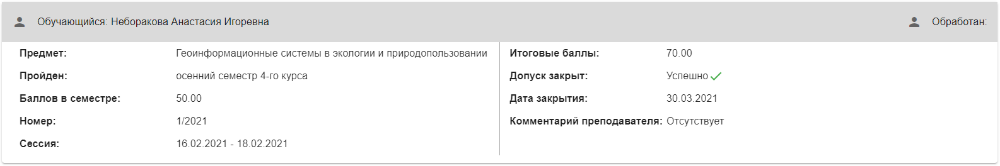 Обучающийся: Неборакова Анастасия Игоревна
Обработан:
Предмет: Геоинформационные системы в экологии и природопользовании
Пройден: осенний семестр 4-го курса
Баллов в семестре: 50.00
Номер: 1/2021
Сессия: 16.02.2021 - 18.02.2021
Итоговые баллы: 70.00
Допуск закрыт: Успешно
Дата закрытия: 30.03.2021
Комментарий преподавателя: Отсутствует